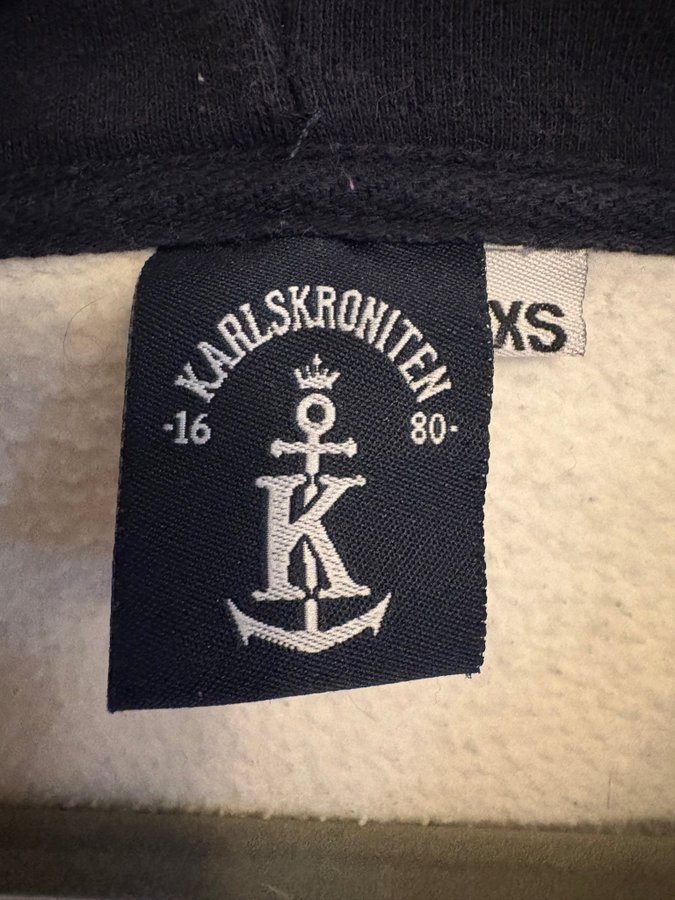 KARLSKRONITEN
-16 80-
K
XS